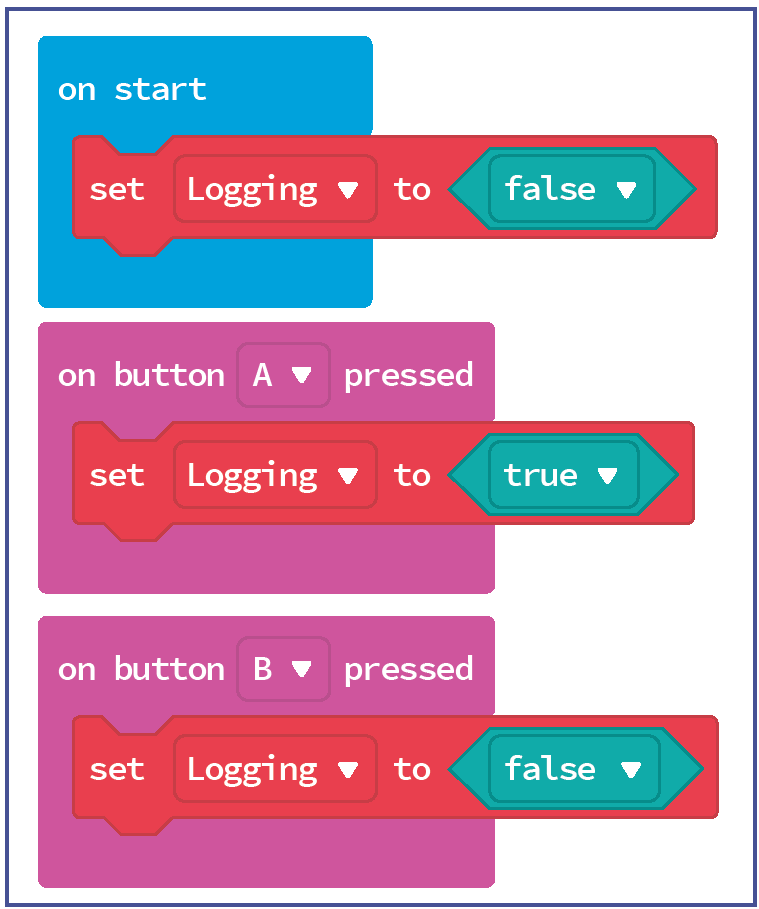 on start
set Logging to false
on button A pressed
set Logging to true
on button B pressed
set Logging to false